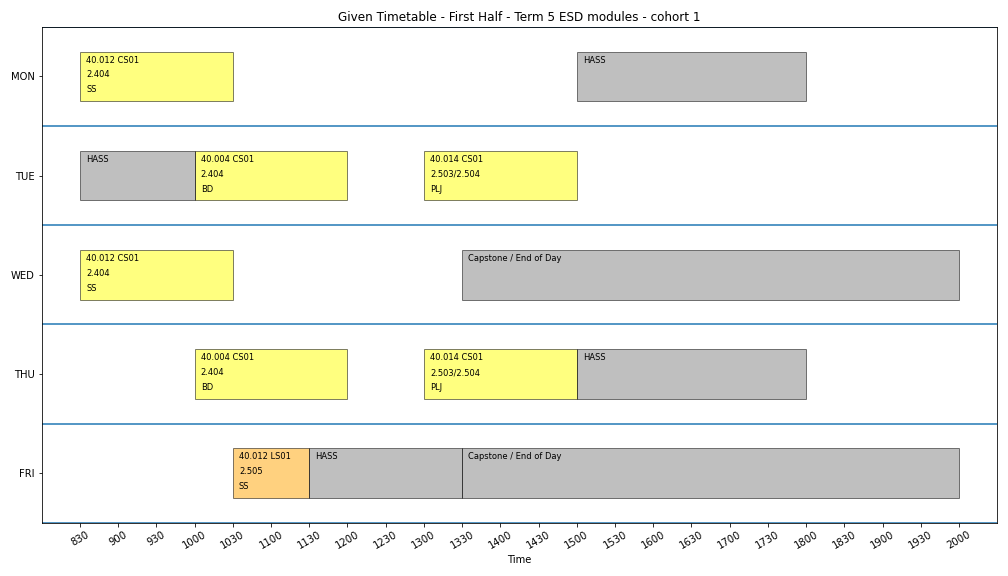 Given Timetable - First Half - Term 5 ESD modules - cohort 1
MON
40.012 CS01
2.404
SS
HASS
TUE
HASS
40.004 CS01
2.404
BD
40.014 CS01
2.503/2.504
PLJ
WED
40.012 CS01
2.404
SS
Capstone / End of Day
THU
40.004 CS01
2.404
BD
40.014 CS01
2.503/2.504
PLJ
HASS
FRI
40.012 LS01
2.505
SS
HASS
Capstone / End of Day
830 900 930 1000 1030 1100 1130 1200 1230 1300 1330 1400 1430 1500 1600 1630 1700 1730 1800 1830 1900 1930 2000
Time